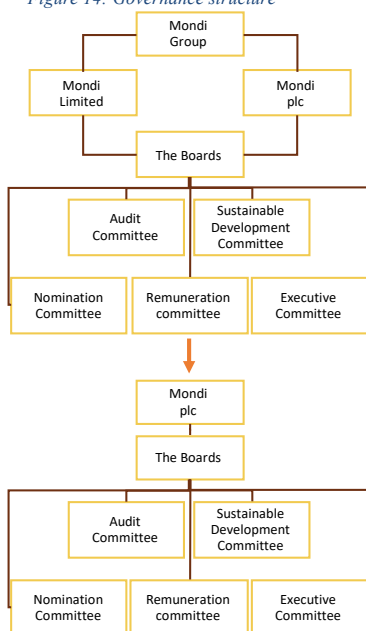 Figure 14: Governance structure
Mondi
Group
Mondi
Limited
Mondi
plc
The Boards
Audit
Committee
Sustainable
Development
Committee
Nomination
Committee
Remuneration
committee
Executive
Committee
Mondi
plc
The Boards
Audit
Committee
Sustainable
Development
Committee
Nomination
Committee
Remuneration
committee
Executive
Committee